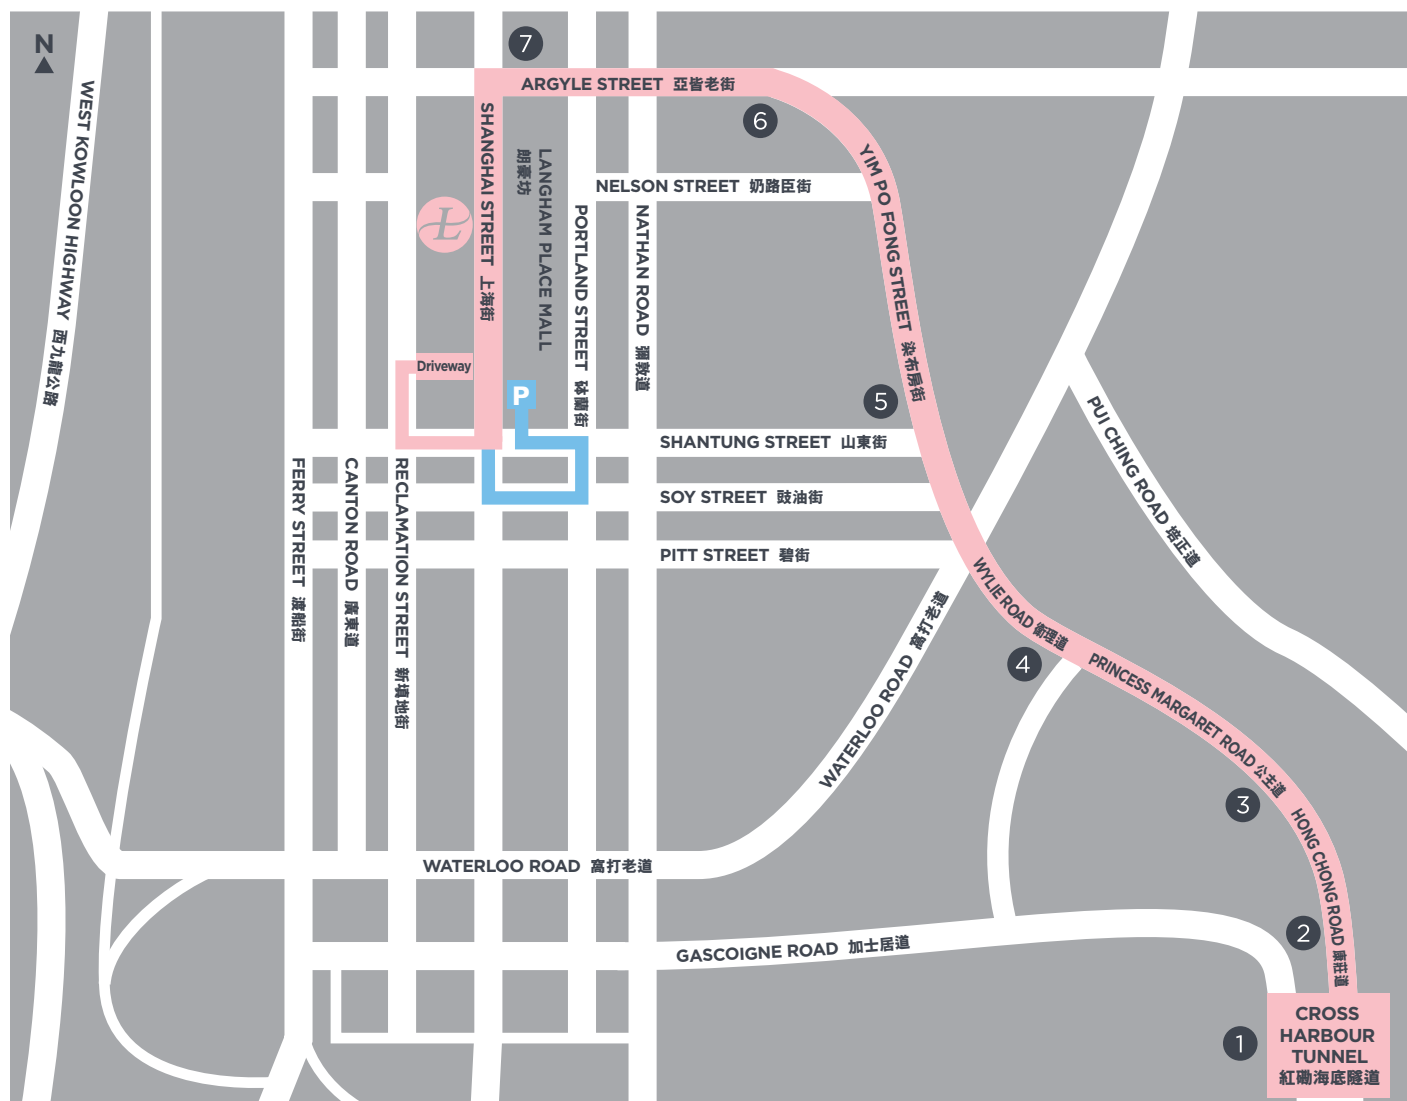 N
7
ARGYLE STREET 亞皆老街
6
WEST KOWLOON HIGHWAY 西九龍公路
SHANGHAI STREET 上海街
LANGHAM PLACE MALL
朗豪坊
YIM PO FONG STREET 染布房街
NELSON STREET 奶路臣街
PORTLAND STREET 砵蘭街
NATHAN ROAD 彌敦道
L
Driveway
P
5
PUI CHING ROAD 培正道
SHANTUNG STREET 山東街
FERRY STREET 渡船街
CANTON ROAD 廣東道
RECLAMATION STREET 新填地街
SOY STREET 豉油街
PITT STREET 碧街
WYLIE ROAD 衛理道
4
WATERLOO ROAD 窩打老道
PRINCESS MARGARET ROAD 公主道
3
HONG CHONG ROAD 康莊道
WATERLOO ROAD 窩打老道
2
GASCOIGNE ROAD 加士居道
1
CROSS
HARBOUR
TUNNEL
紅磡海底隧道